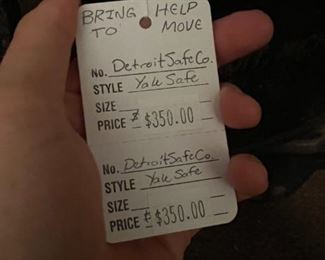 BRING HELP
TO MOVE
No. Detroit Safe Co.
STYLE Yale Safe
SIZE
PRICE $ $350.00
No. Detroit Safe Co.
STYLE Yale Safe
SIZE
PRICE $ $350.00